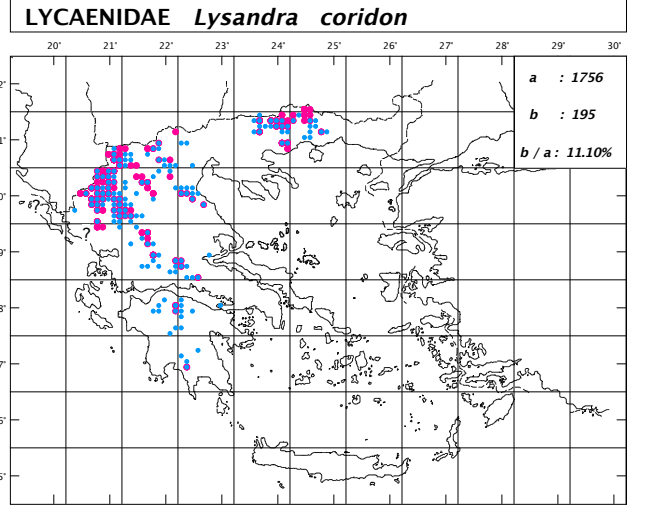 LYCAENIDAE Lysandra coridon
20° 21° 22° 23° 24° 25° 26° 27° 28° 29° 30°
a : 1756
b : 195
b / a : 11.10%
?
?